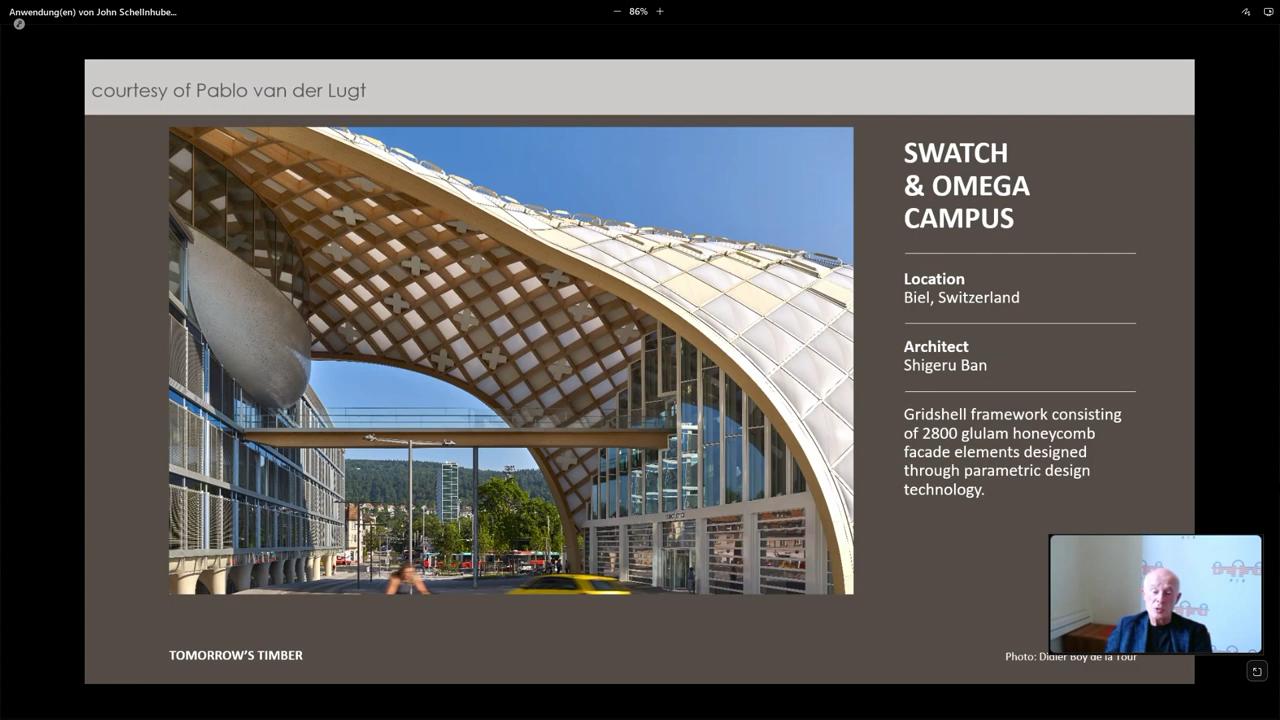 Anwendung(en) von John Schellnhube...
86%
courtesy of Pablo van der Lugt
SWATCH
& OMEGA
CAMPUS
Location
Biel, Switzerland
Architect
Shigeru Ban
Gridshell framework consisting
of 2800 glulam honeycomb
facade elements designed
through parametric design
technology.
TOMORROW'S TIMBER
Photo: Didier Boy de la Tour